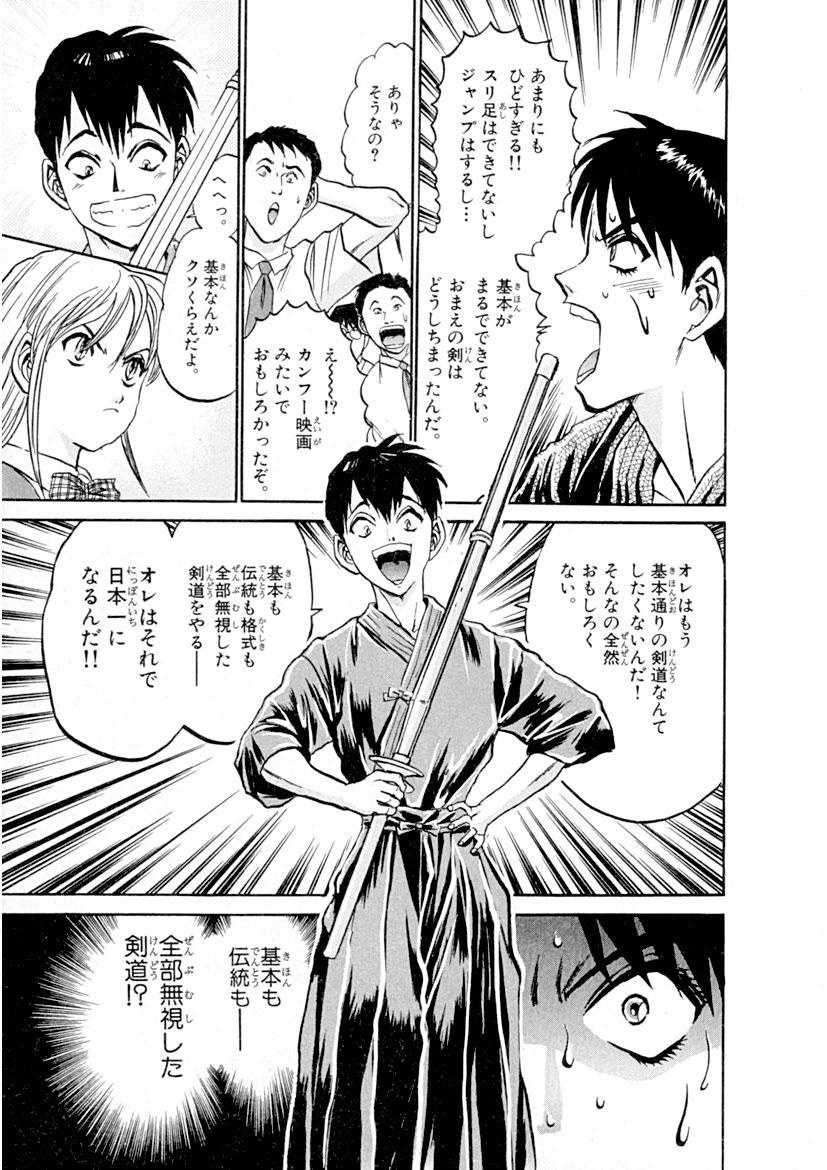 あまりにも
ひどすぎる!!
スリ足はできてないし
ジャンプはするし…
基本が
まるでできてない。
おまえの剣は
どうしちまったんだ。
ありゃ
そうなの?
え〜〜!?
カンフー映画
みたいで
おもしろかったぞ。
へへっ。
基本なんか
クソくらえだよ。
オレはもう
基本通りの剣道なんて
したくないんだ!
そんなの全然
おもしろく
ない。
基本も
伝統も格式も
全部無視した
剣道をやる――
オレはそれで
日本一に
なるんだ!!
基本も
伝統も――
全部無視した
剣道!?